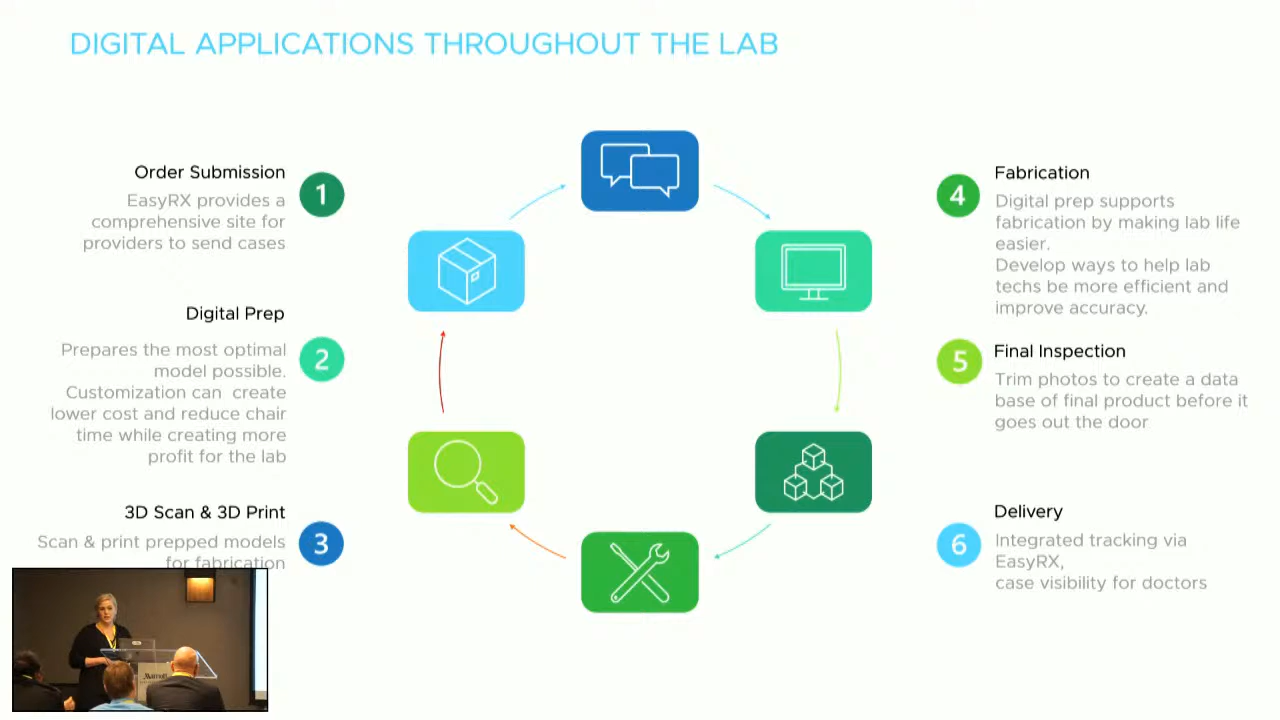 DIGITAL APPLICATIONS THROUGHOUT THE LAB
Order Submission
1
EasyRX provides a
comprehensive site for
providers to send cases
Digital Prep
2
Prepares the most optimal
model possible.
Customization can create
lower cost and reduce chair
time while creating more
profit for the lab
3D Scan & 3D Print
3
Scan & print prepped models
for fabrication
Fabrication
4
Digital prep supports
fabrication by making lab life
easier.
Develop ways to help lab
techs be more efficient and
improve accuracy.
Final Inspection
5
Trim photos to create a data
base of final product before it
goes out the door
Delivery
6
Integrated tracking via
EasyRX,
case visibility for doctors
Marriott